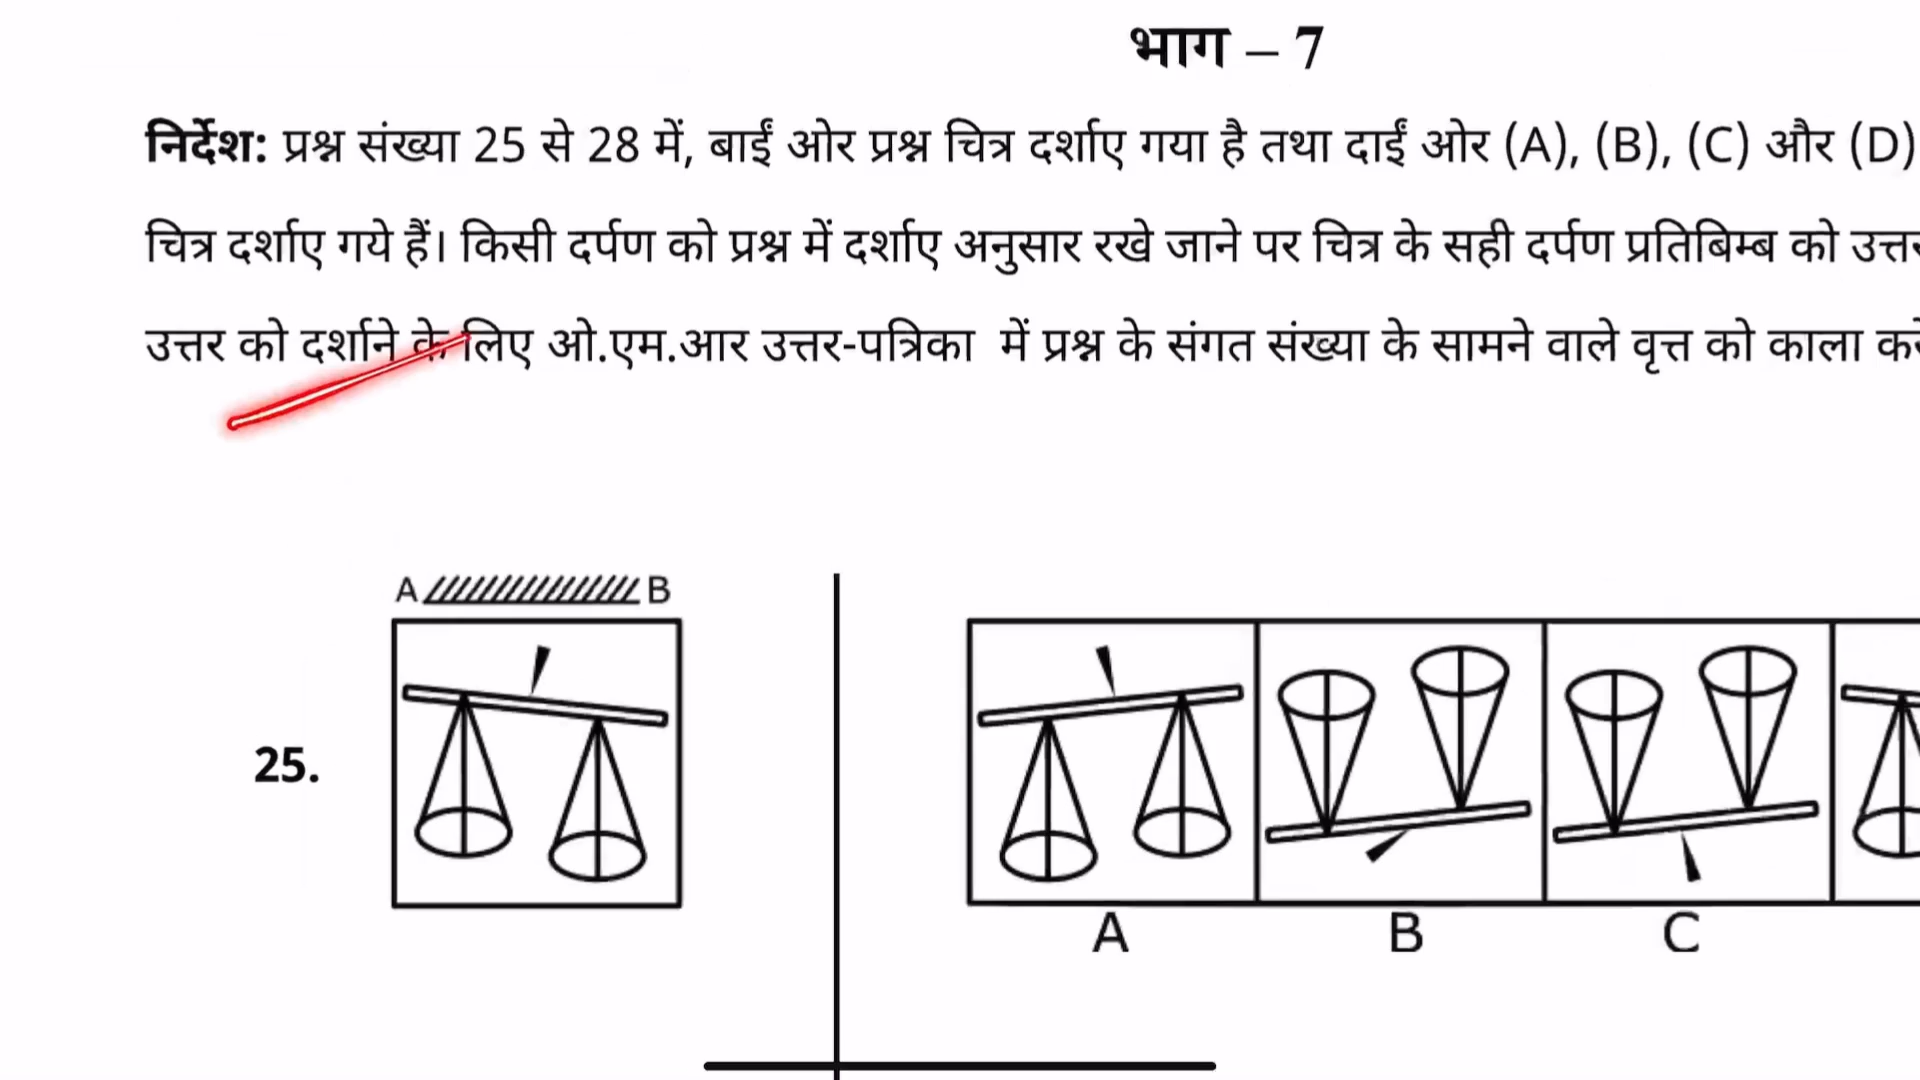 भाग – 7
निर्देश: प्रश्न संख्या 25 से 28 में, बाईं ओर प्रश्न चित्र दर्शाए गया है तथा दाईं ओर (A), (B), (C) और (D)
चित्र दर्शाए गये हैं। किसी दर्पण को प्रश्न में दर्शाए अनुसार रखे जाने पर चित्र के सही दर्पण प्रतिबिम्ब को
उत्तर को दर्शाने के लिए ओ.एम.आर उत्तर-पत्रिका में प्रश्न के संगत संख्या के सामने वाले वृत्त को काला
A B
25.
A B C